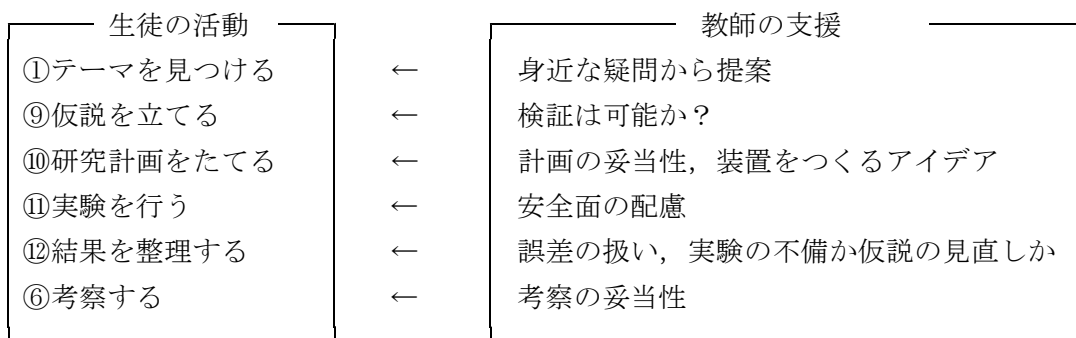 生徒の活動 教師の支援
①テーマを見つける ← 身近な疑問から提案
⑨仮説を立てる ← 検証は可能か？
⑩研究計画をたてる ← 計画の妥当性，装置をつくるアイデア
⑪実験を行う ← 安全面の配慮
⑫結果を整理する ← 誤差の扱い，実験の不備か仮説の見直しか
⑥考察する ← 考察の妥当性